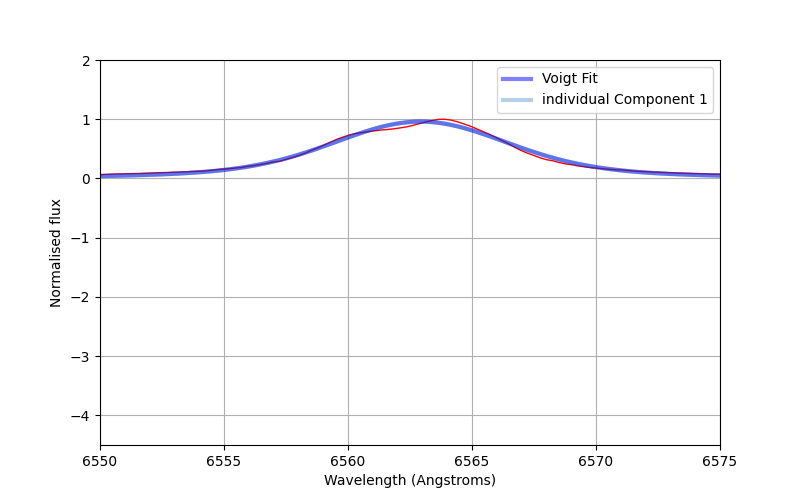 Voigt Fit
individual Component 1
2
1
0
−1
−2
−3
−4
Normalised flux
6550 6555 6560 6565 6570 6575
Wavelength (Angstroms)